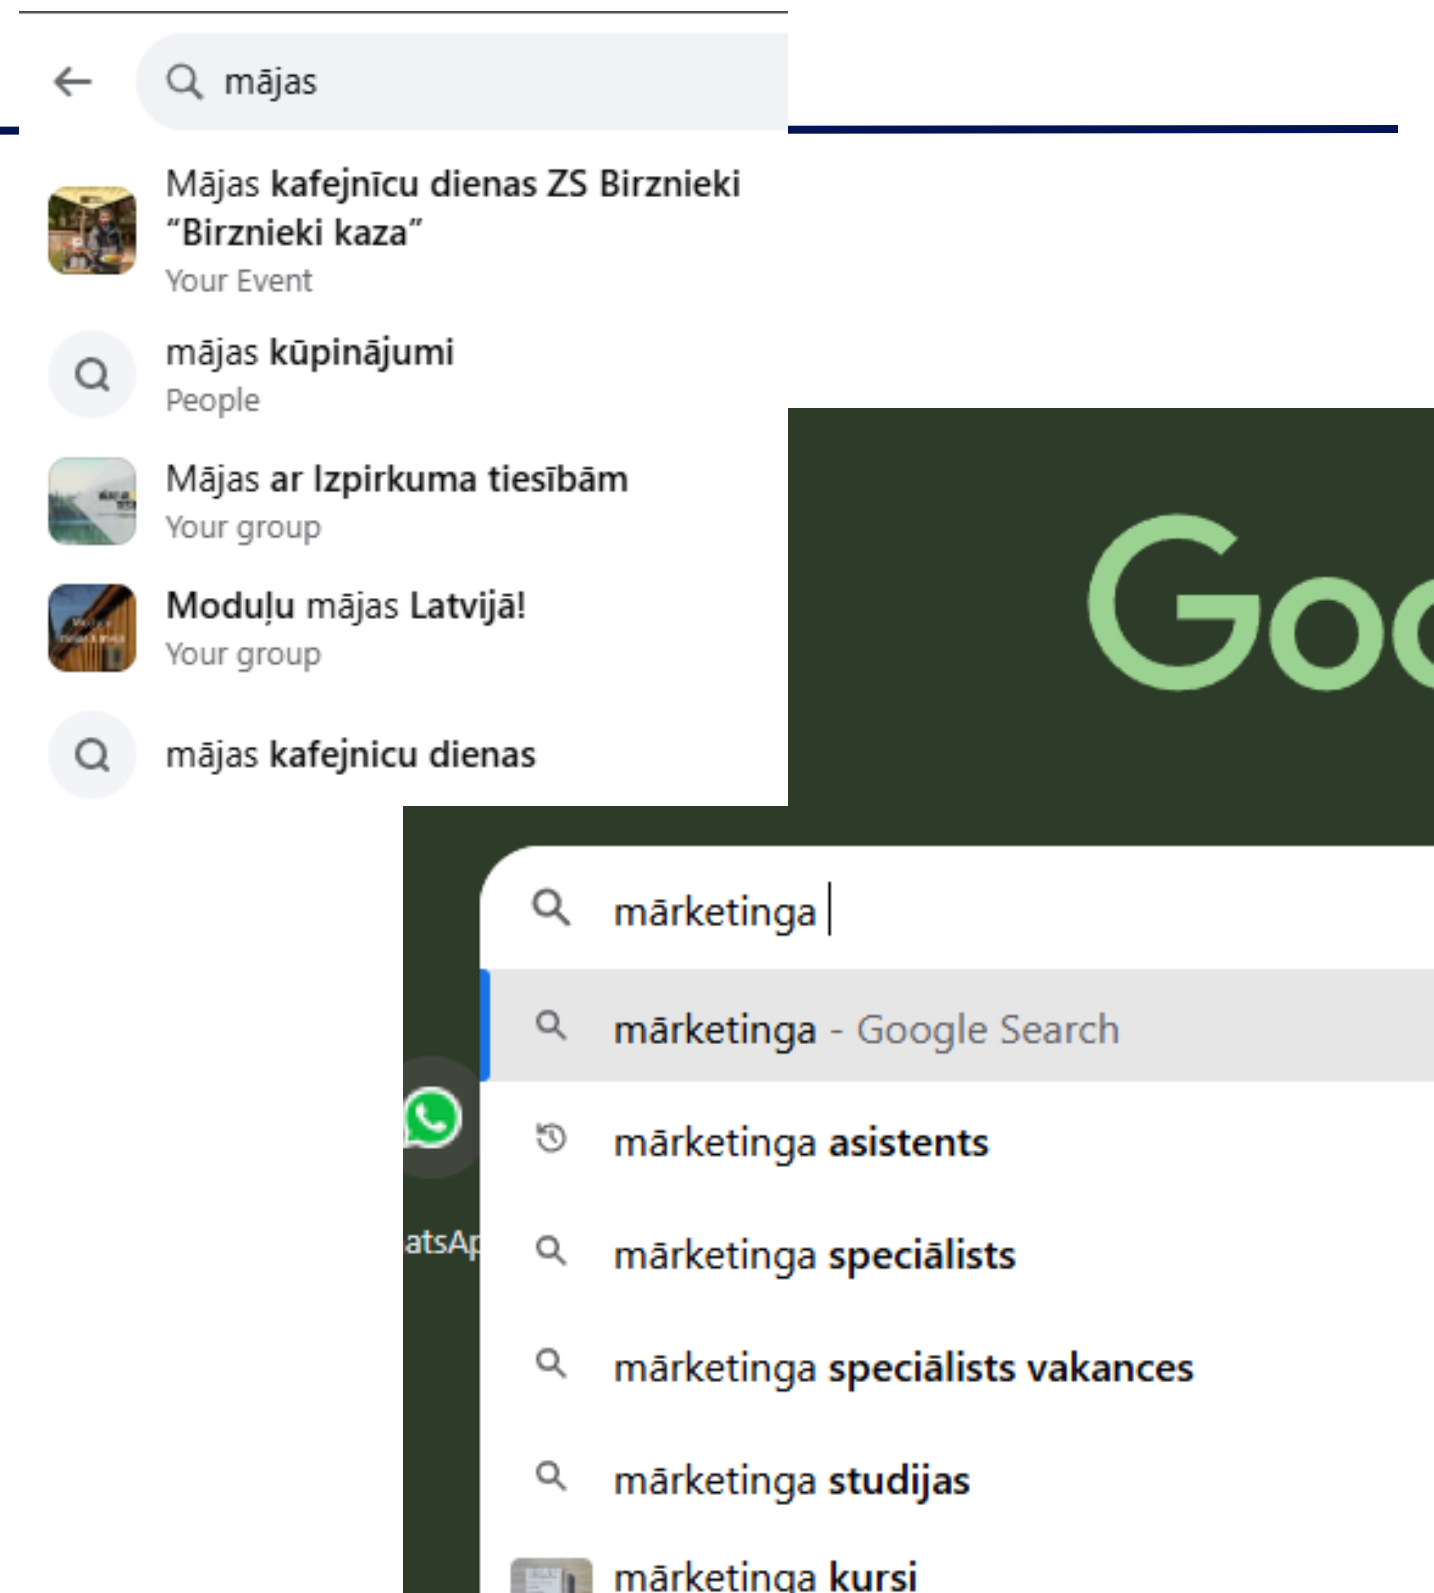 mājas
Mājas kafejnīcu dienas ZS Birznieki
“Birznieki kaza”
Your Event
mājas kūpinājumi
People
Mājas ar Izpirkuma tiesībām
Your group
Moduļu mājas Latvijā!
Your group
mājas kafejnicu dienas
Goo
mārketinga
mārketinga - Google Search
mārketinga asistents
atsAp
mārketinga speciālists
mārketinga speciālists vakances
mārketinga studijas
mārketinga kursi